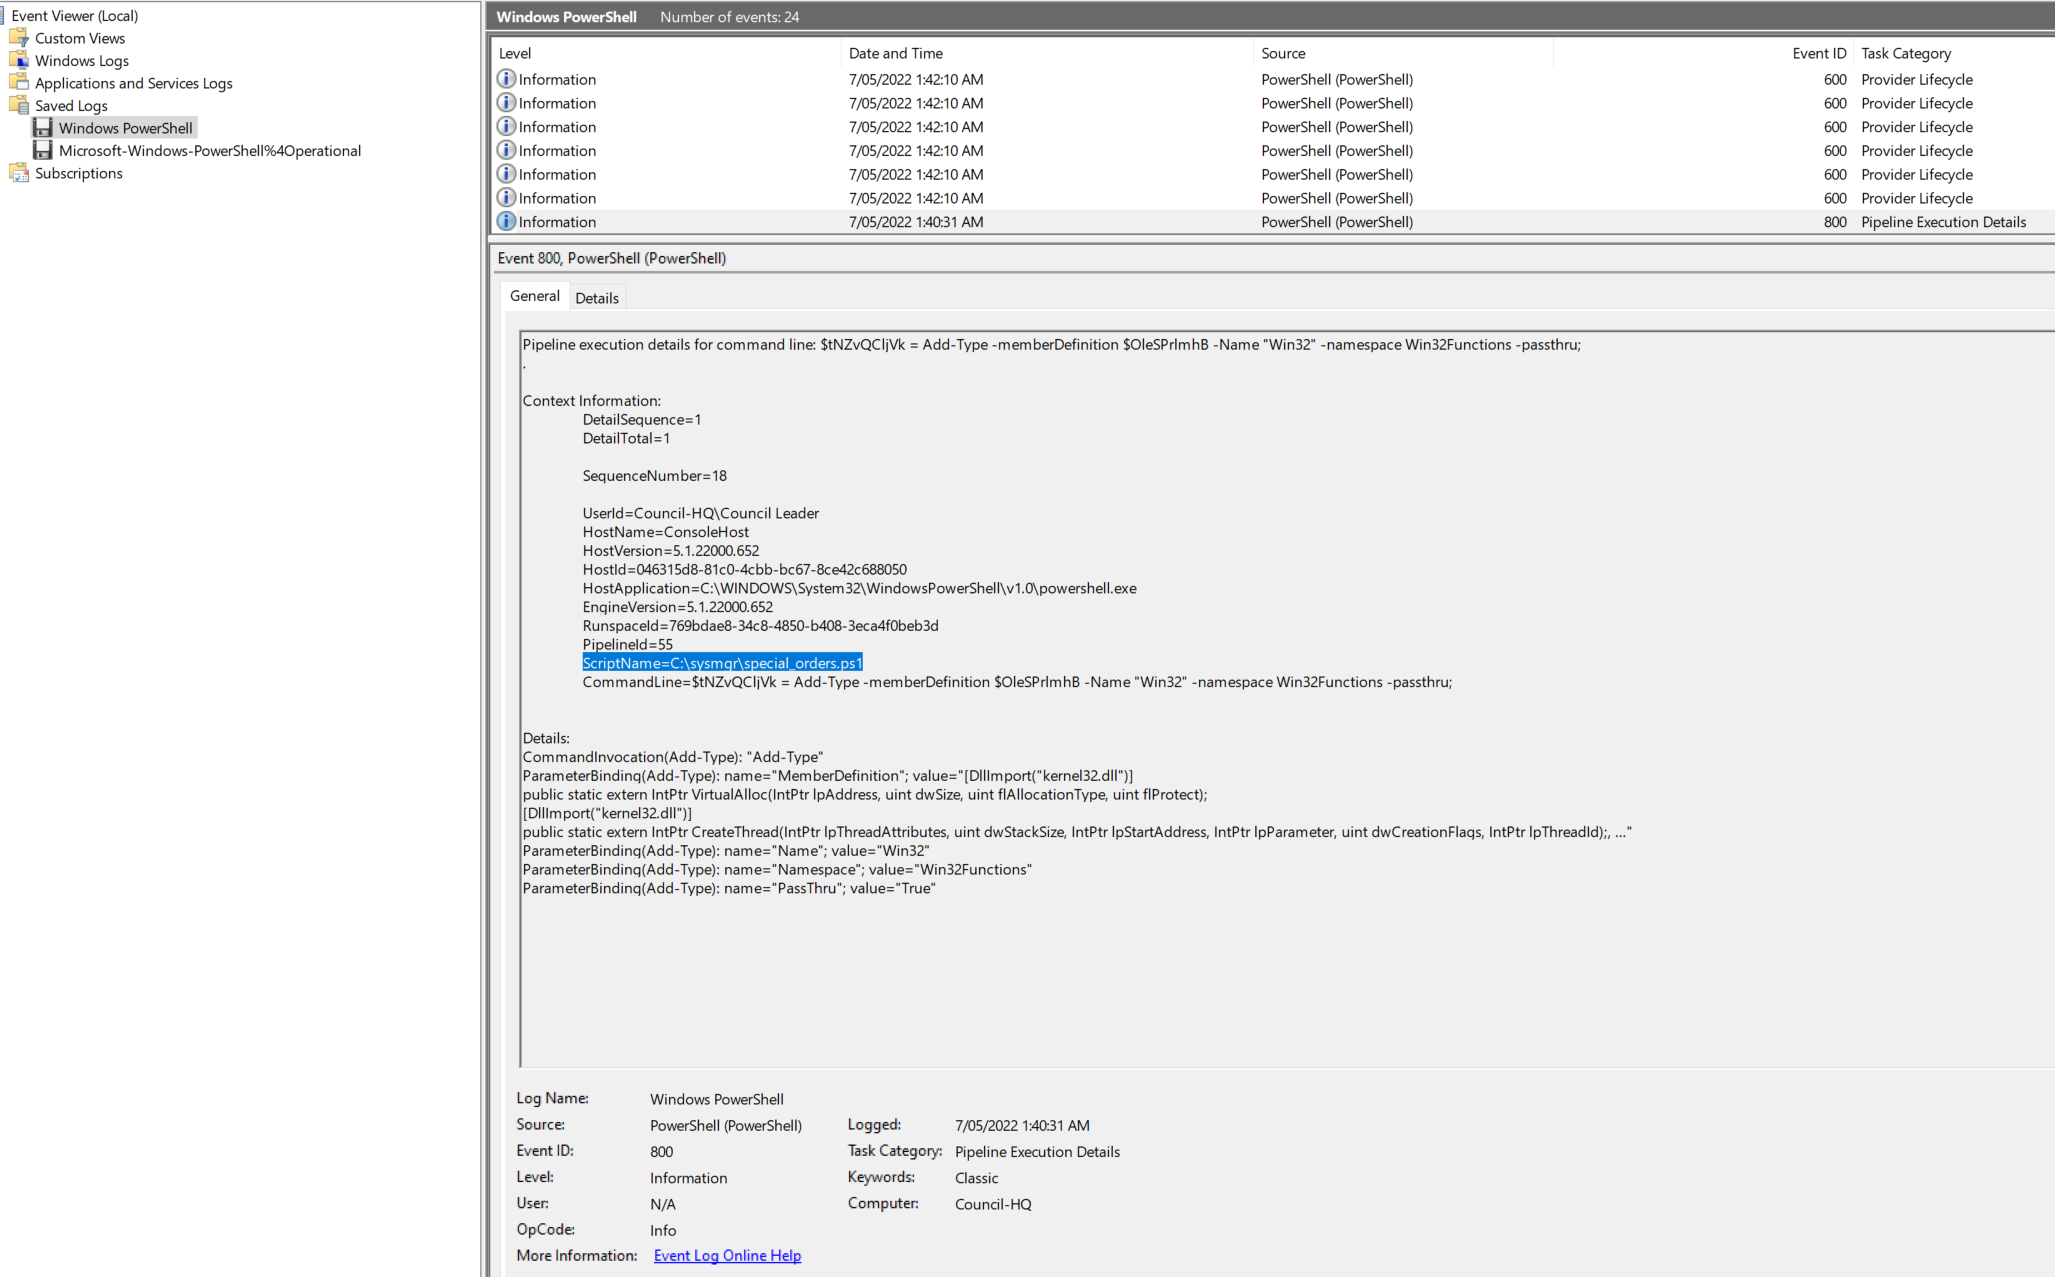 Event Viewer (Local)
Custom Views
Windows Logs
Applications and Services Logs
Saved Logs
Windows PowerShell
Microsoft-Windows-PowerShell%4Operational
Subscriptions
Windows PowerShell Number of events: 24
Level Date and Time Source Event ID Task Category
Information 7/05/2022 1:42:10 AM PowerShell (PowerShell) 600 Provider Lifecycle
Information 7/05/2022 1:42:10 AM PowerShell (PowerShell) 600 Provider Lifecycle
Information 7/05/2022 1:42:10 AM PowerShell (PowerShell) 600 Provider Lifecycle
Information 7/05/2022 1:42:10 AM PowerShell (PowerShell) 600 Provider Lifecycle
Information 7/05/2022 1:42:10 AM PowerShell (PowerShell) 600 Provider Lifecycle
Information 7/05/2022 1:42:10 AM PowerShell (PowerShell) 600 Provider Lifecycle
Information 7/05/2022 1:40:31 AM PowerShell (PowerShell) 800 Pipeline Execution Details
Event 800, PowerShell (PowerShell)
General Details
Pipeline execution details for command line: $tNZvQCljVk = Add-Type -memberDefinition $OleSPrlmhB -Name "Win32" -namespace Win32Functions -passthru;
.
Context Information:
DetailSequence=1
DetailTotal=1
SequenceNumber=18
UserId=Council-HQ\Council Leader
HostName=ConsoleHost
HostVersion=5.1.22000.652
HostId=046315d8-81c0-4cbb-bc67-8ce42c688050
HostApplication=C:\WINDOWS\System32\WindowsPowerShell\v1.0\powershell.exe
EngineVersion=5.1.22000.652
RunspaceId=769bdae8-34c8-4850-b408-3eca4f0beb3d
PipelineId=55
ScriptName=C:\sysmgr\special_orders.ps1
CommandLine=$tNZvQCljVk = Add-Type -memberDefinition $OleSPrlmhB -Name "Win32" -namespace Win32Functions -passthru;
Details:
CommandInvocation(Add-Type): "Add-Type"
ParameterBinding(Add-Type): name="MemberDefinition"; value="[DllImport("kernel32.dll")]
public static extern IntPtr VirtualAlloc(IntPtr lpAddress, uint dwSize, uint flAllocationType, uint flProtect);
[DllImport("kernel32.dll")]
public static extern IntPtr CreateThread(IntPtr lpThreadAttributes, uint dwStackSize, IntPtr lpStartAddress, IntPtr lpParameter, uint dwCreationFlags, IntPtr lpThreadId);, ..."
ParameterBinding(Add-Type): name="Name"; value="Win32"
ParameterBinding(Add-Type): name="Namespace"; value="Win32Functions"
ParameterBinding(Add-Type): name="PassThru"; value="True"
Log Name: Windows PowerShell
Source: PowerShell (PowerShell) Logged: 7/05/2022 1:40:31 AM
Event ID: 800 Task Category: Pipeline Execution Details
Level: Information Keywords: Classic
User: N/A Computer: Council-HQ
OpCode: Info
More Information: Event Log Online Help